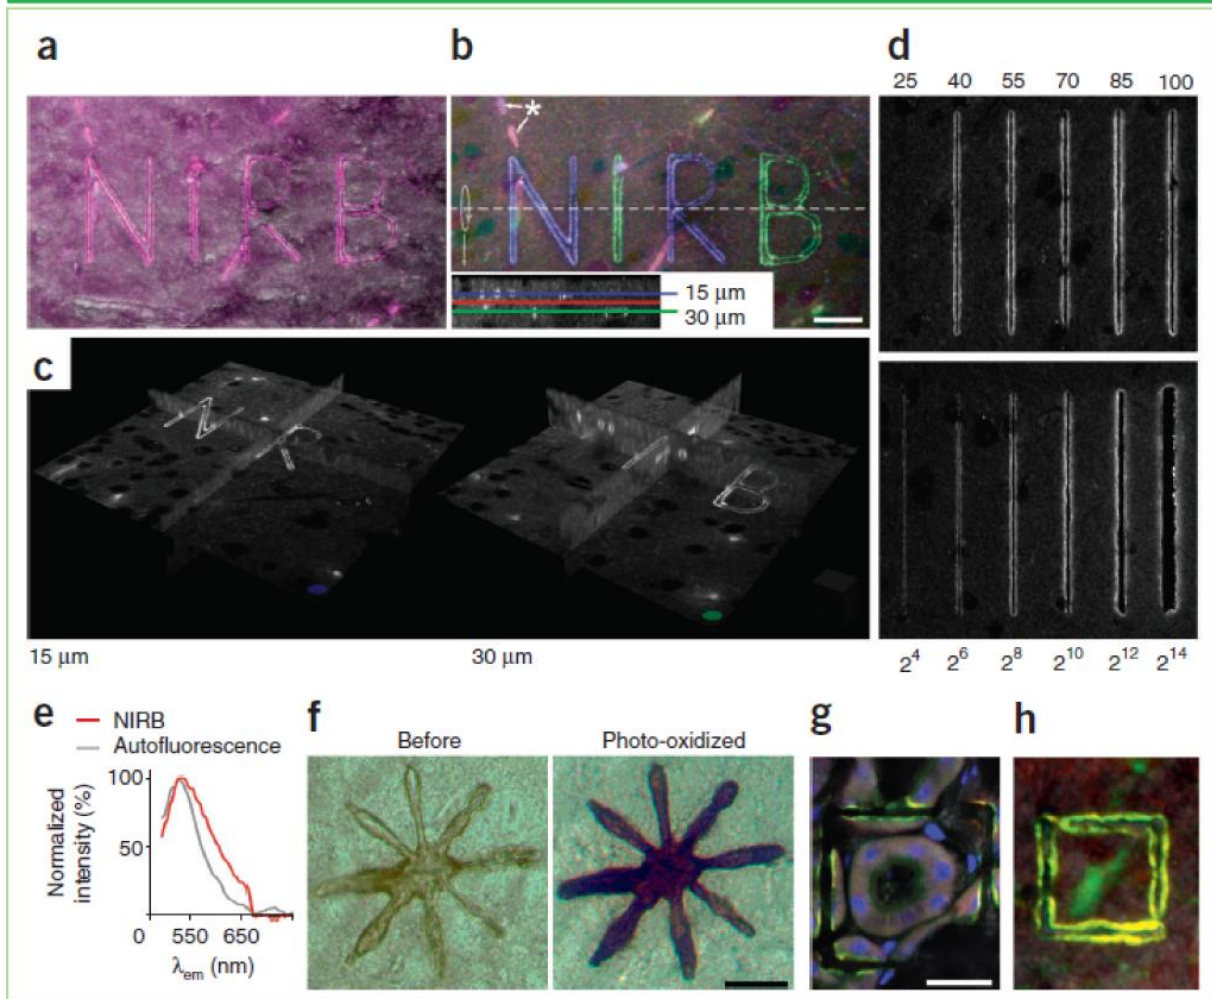 a
b
d
25 40 55 70 85 100
*
NIRB
NIRB
15 µm
30 µm
c
N R
B
15 µm
30 µm
2⁴ 2⁶ 2⁸ 2¹⁰ 2¹² 2¹⁴
e
NIRB
Autofluorescence
100
50
Normalized
intensity (%)
0 550 650
λem (nm)
f
Before
Photo-oxidized
g
h